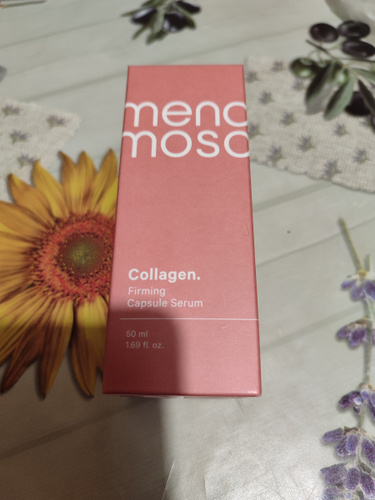 meno
moso
Collagen.
Firming
Capsule Serum
50 ml
1.69 fl. oz.